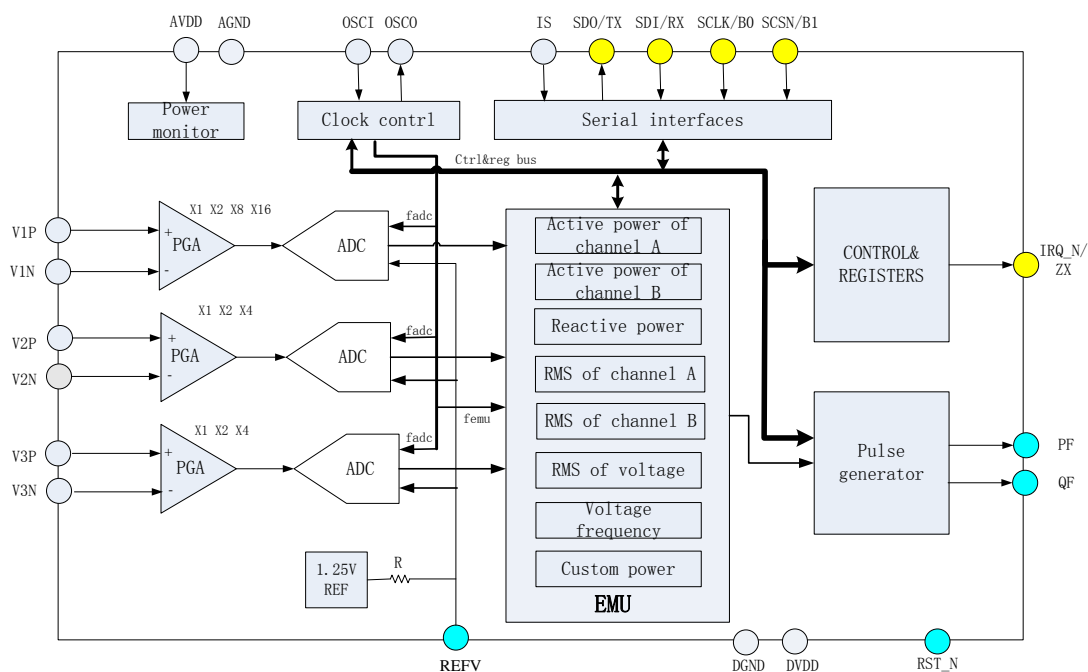 AVDD
AGND
OSCI
OSCO
IS
SDO/TX
SDI/RX
SCLK/B0
SCSN/B1
Power
monitor
Clock contrl
Serial interfaces
Ctrl&reg bus
X1 X2 X8 X16
V1P
V1N
+
-
PGA
ADC
fadc
Active power of
channel A
Active power of
channel B
CONTROL&
REGISTERS
IRQ_N/
ZX
X1 X2 X4
V2P
V2N
+
-
PGA
ADC
fadc
Reactive power
RMS of channel A
femu
RMS of channel B
X1 X2 X4
V3P
V3N
+
-
PGA
ADC
fadc
RMS of voltage
Pulse
generator
PF
QF
Voltage
frequency
Custom power
EMU
1.25V
REF
R
REFV
DGND
DVDD
RST_N